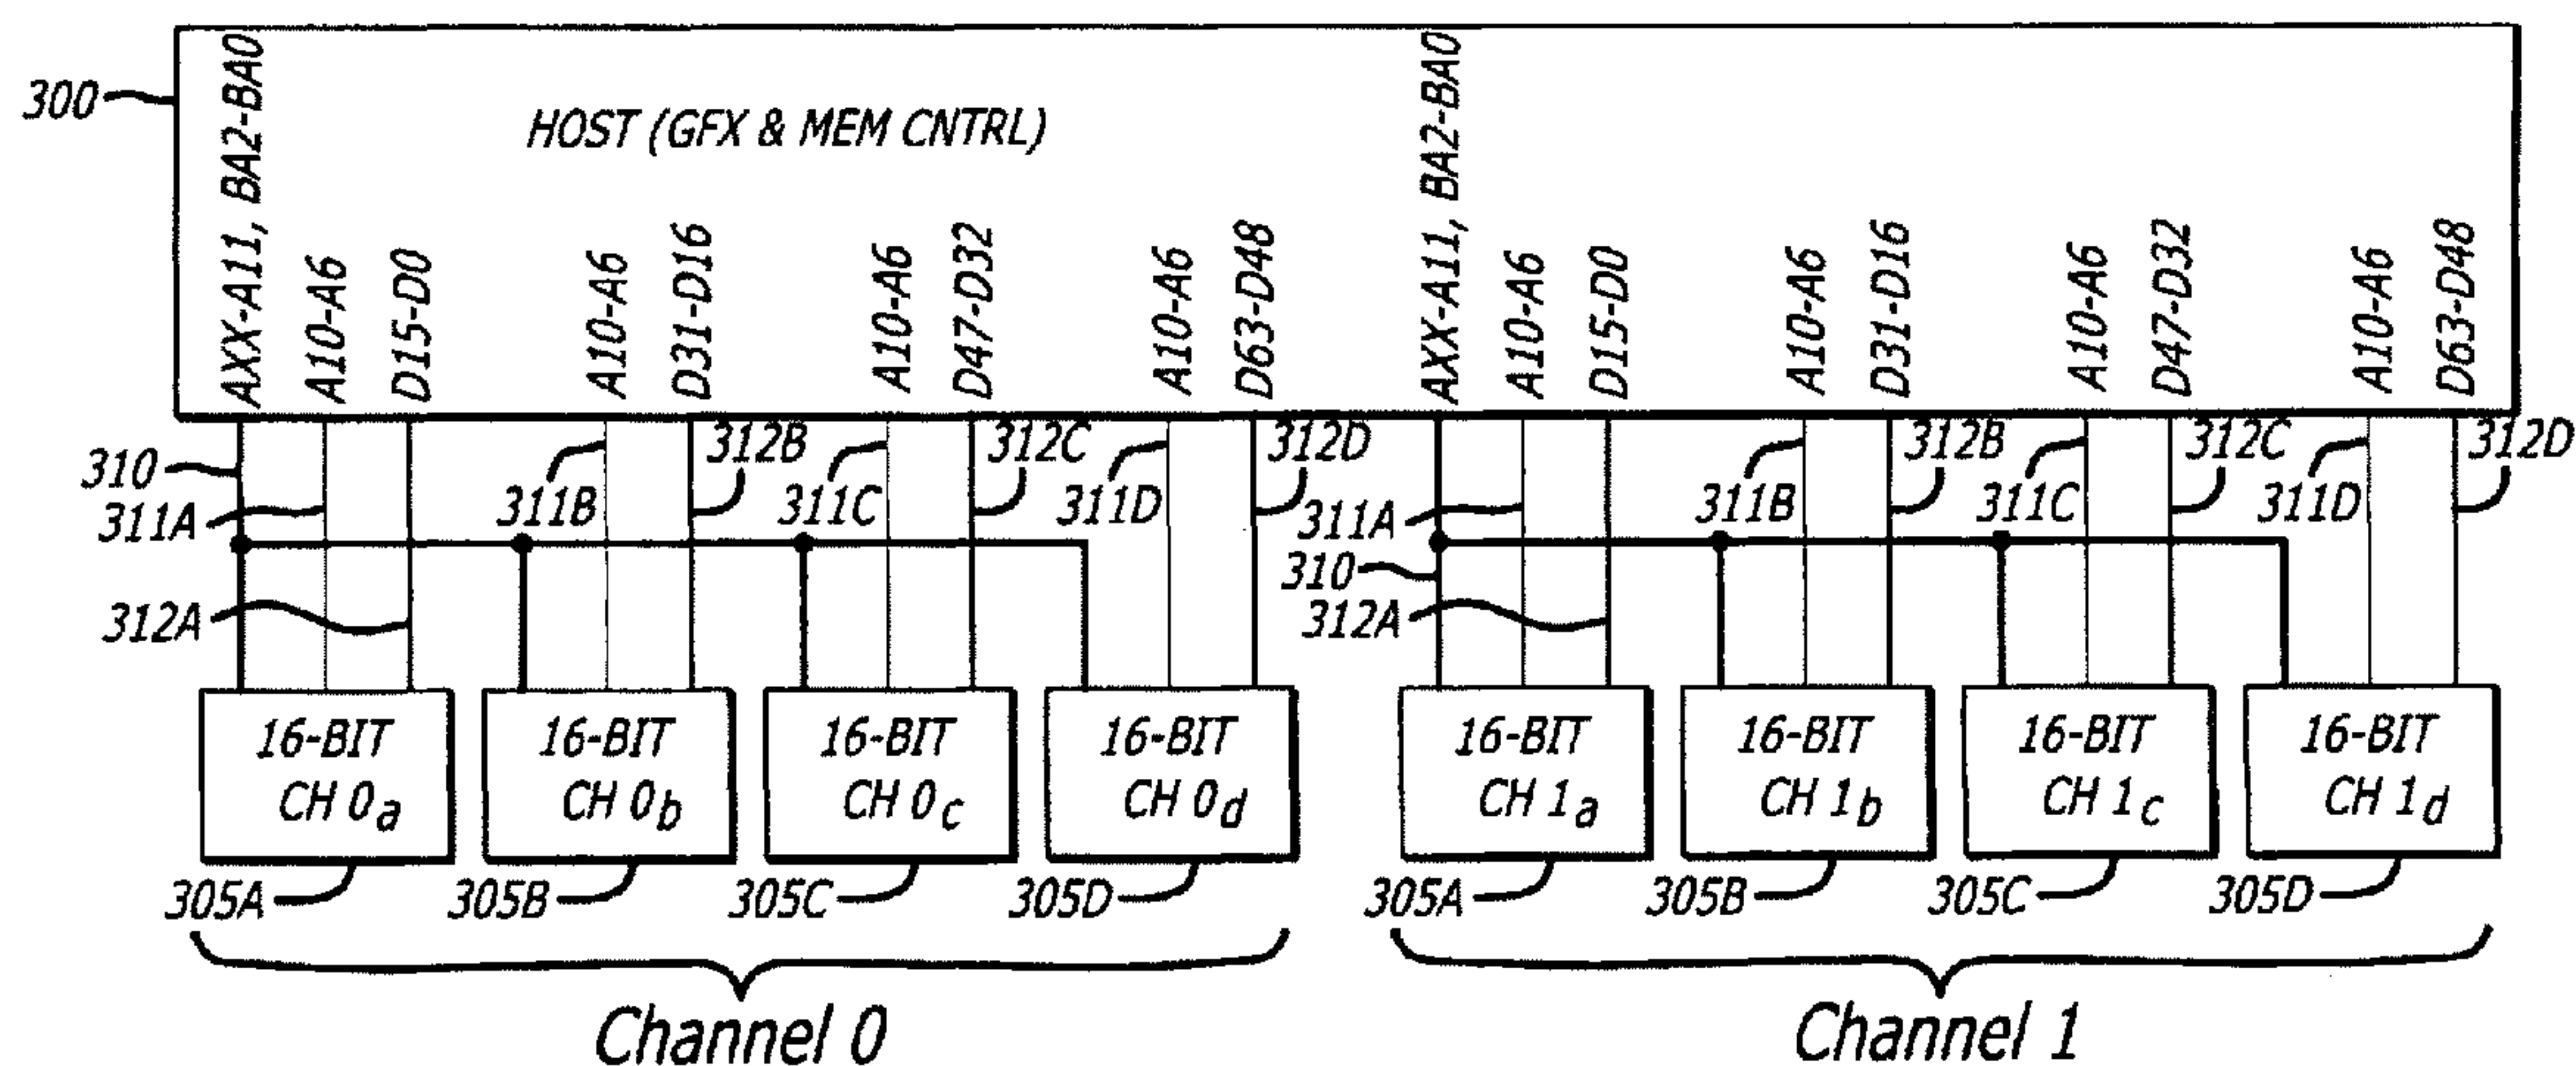 300
HOST (GFX & MEM CNTRL)
AXX-A11, BA2-BA0
A10-A6
D15-D0
A10-A6
D31-D16
A10-A6
D47-D32
A10-A6
D63-D48
AXX-A11, BA2-BA0
A10-A6
D15-D0
A10-A6
D31-D16
A10-A6
D47-D32
A10-A6
D63-D48
310
311A
312A
311B
312B
311C
312C
311D
312D
311A
310
312A
311B
312B
311C
312C
311D
312D
16-BIT
CH 0a
16-BIT
CH 0b
16-BIT
CH 0c
16-BIT
CH 0d
16-BIT
CH 1a
16-BIT
CH 1b
16-BIT
CH 1c
16-BIT
CH 1d
305A
305B
305C
305D
305A
305B
305C
305D
Channel 0
Channel 1